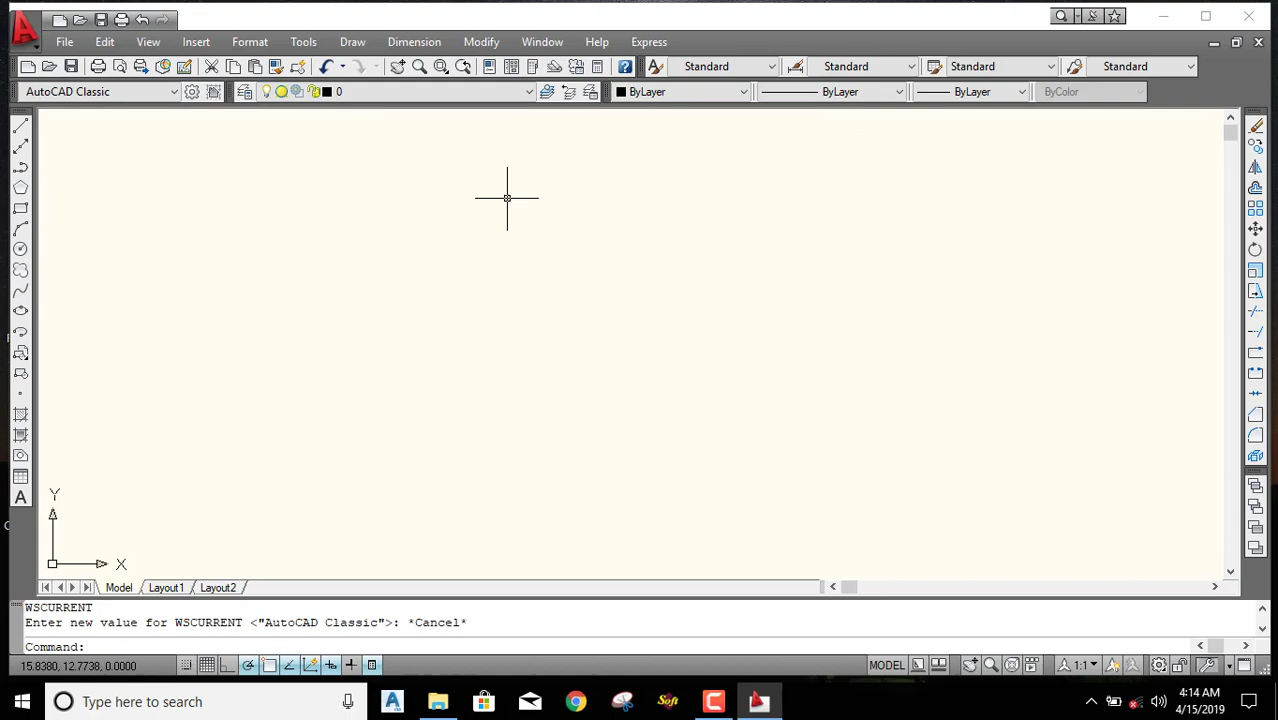 File Edit View Insert Format Tools Draw Dimension Modify Window Help Express
Standard Standard Standard Standard
AutoCAD Classic 0 ByLayer ByLayer ByLayer ByColor
Y
X
Model Layout1 Layout2
WSCURRENT
Enter new value for WSCURRENT <"AutoCAD Classic">: *Cancel*
Command:
15.8380, 12.7738, 0.0000 MODEL 1:1
Type here to search Soft 4:14 AM
4/15/2019